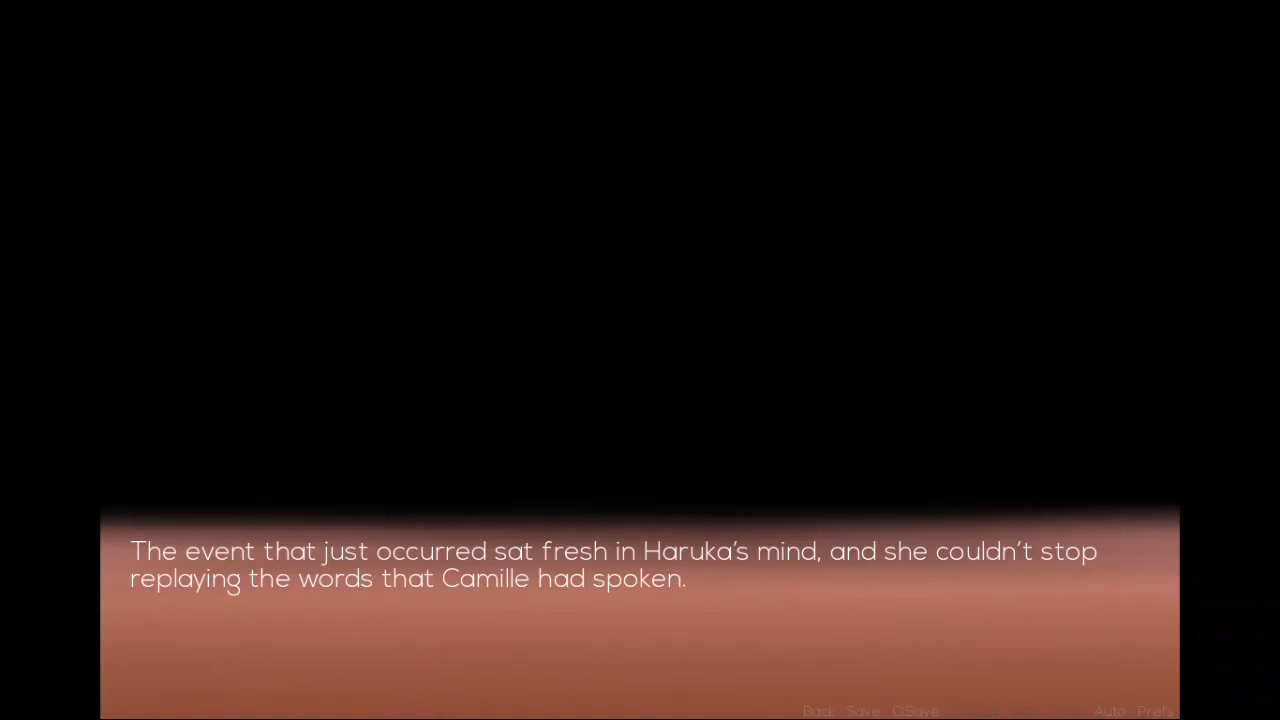 The event that just occurred sat fresh in Haruka's mind, and she couldn't stop
replaying the words that Camille had spoken.
Back Save Q.Save Auto Prefs